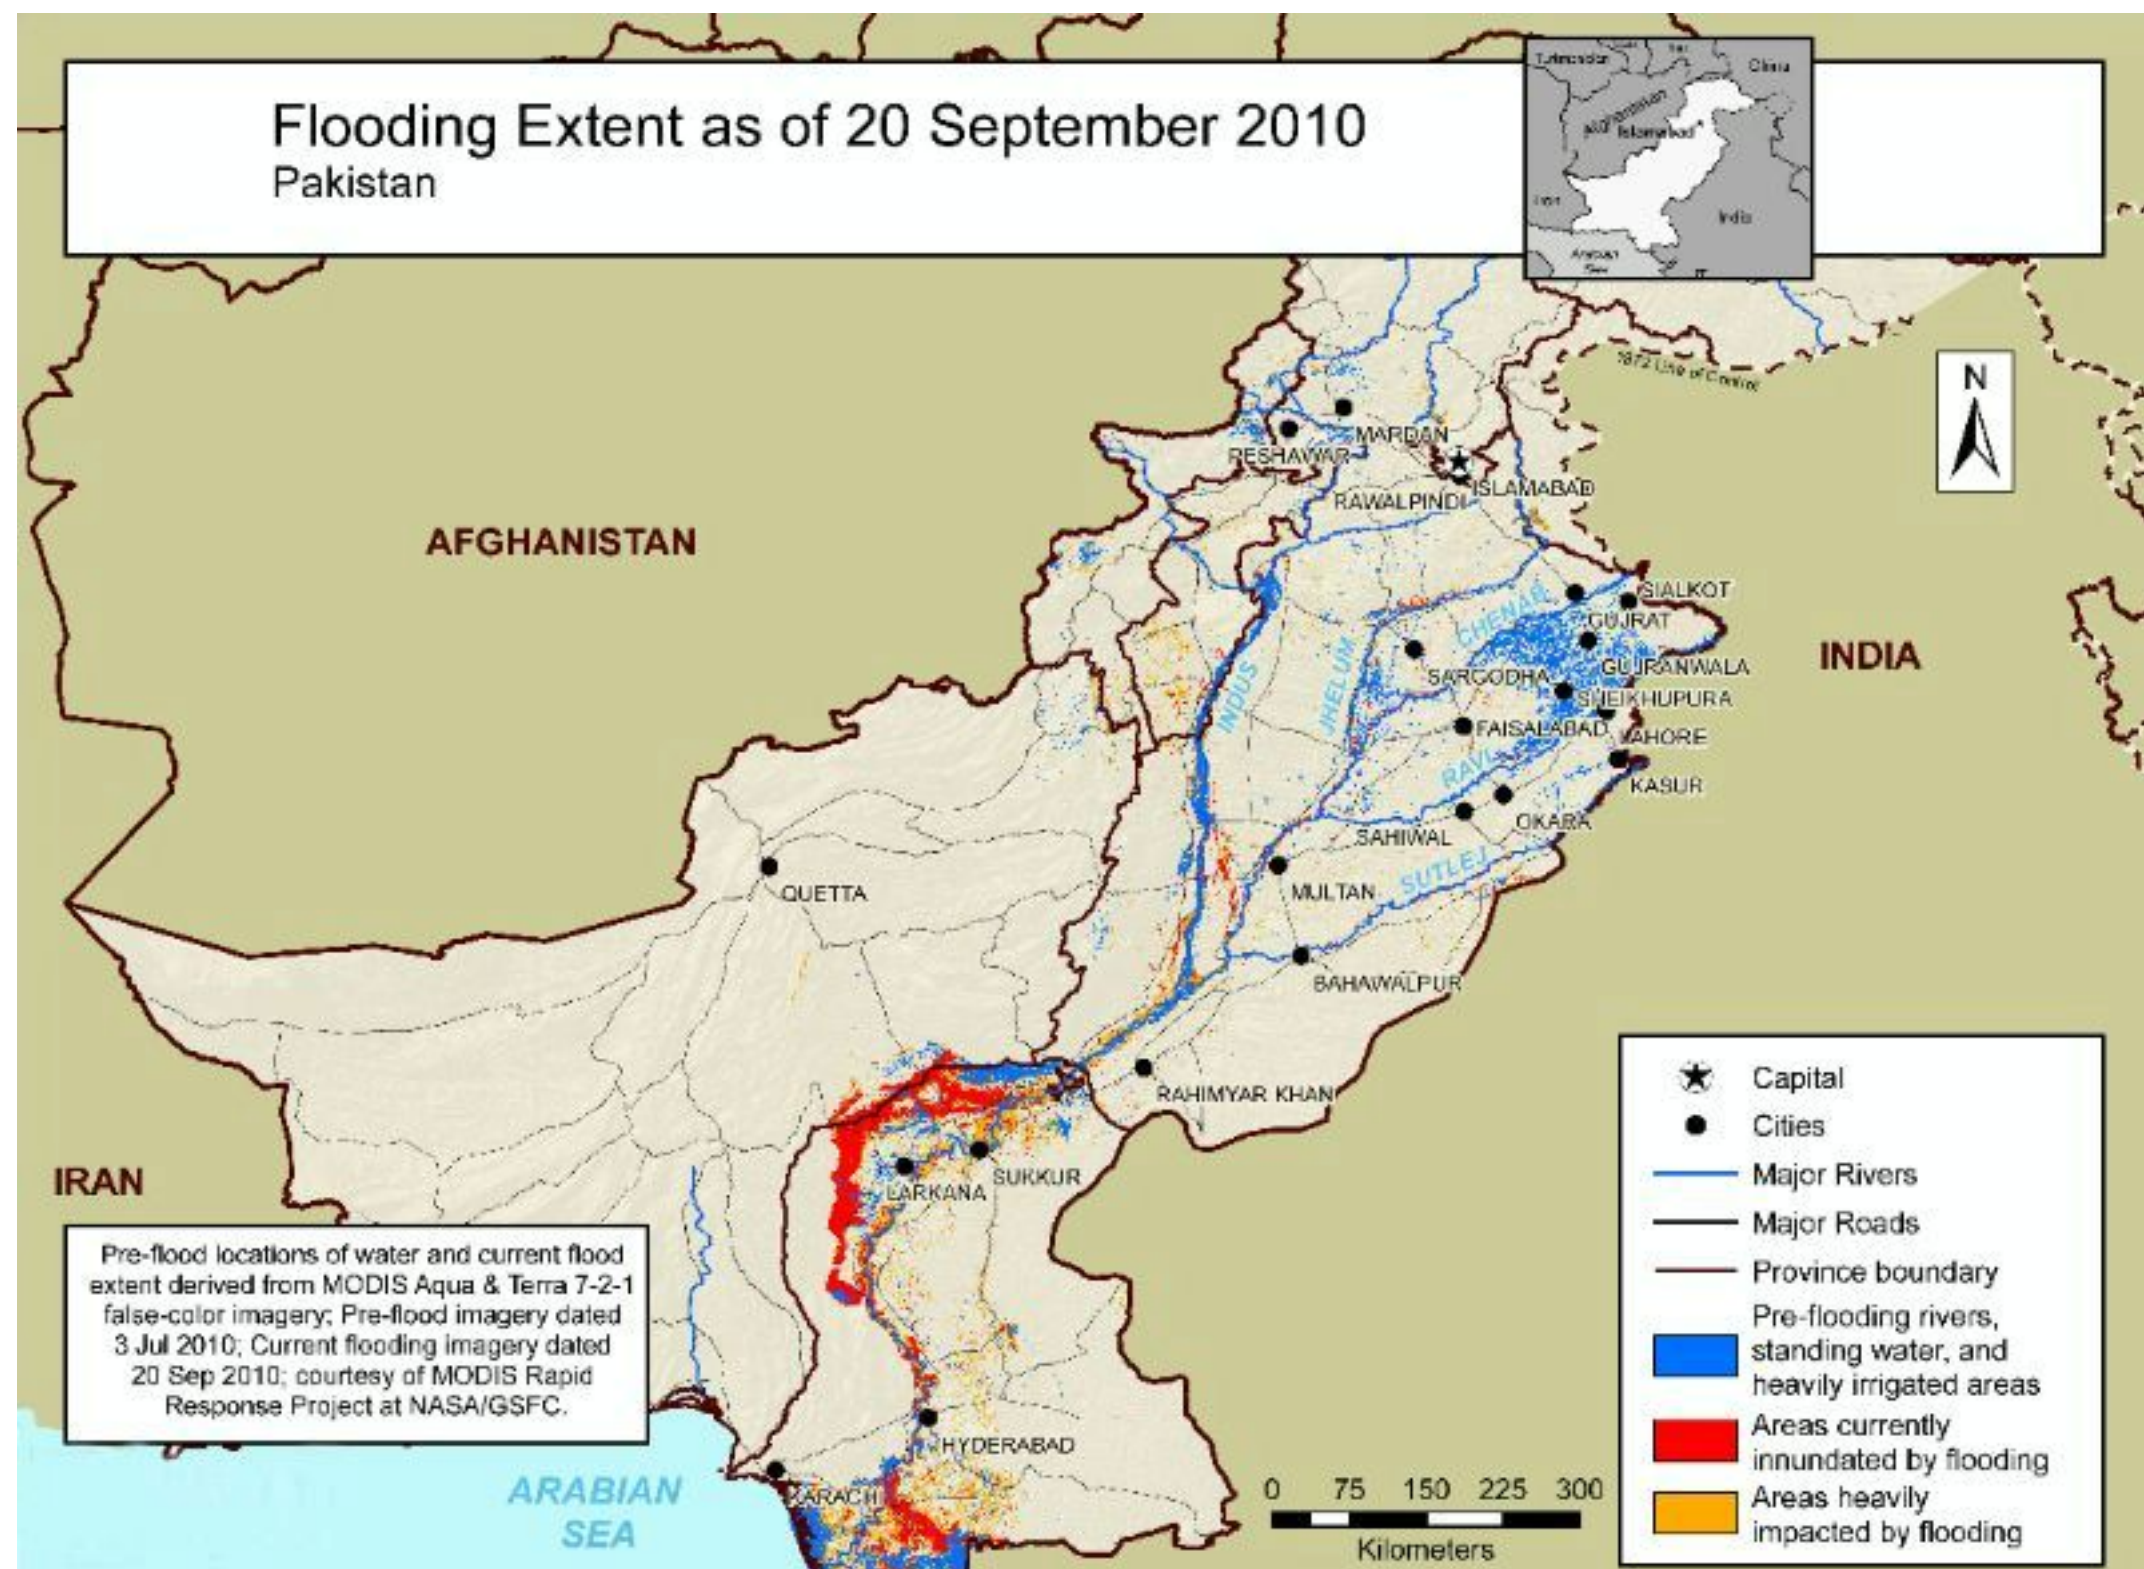 Flooding Extent as of 20 September 2010
Pakistan
Turkmenistan
China
Afghanistan
Islamabad
Iran
India
Arabian
Sea
1972 Line of Control
N
MARDAN
PESHAWAR
ISLAMABAD
RAWALPINDI
AFGHANISTAN
SIALKOT
CHENAB
GUJRAT
INDIA
GUJRANWALA
SARGODHA
INDUS
JHELUM
SHEIKHUPURA
FAISALABAD
LAHORE
RAVI
KASUR
OKARA
SAHIWAL
SUTLEJ
QUETTA
MULTAN
BAHAWALPUR
RAHIMYAR KHAN
IRAN
SUKKUR
LARKANA
HYDERABAD
KARACHI
ARABIAN
SEA
Pre-flood locations of water and current flood
extent derived from MODIS Aqua & Terra 7-2-1
false-color imagery; Pre-flood imagery dated
3 Jul 2010; Current flooding imagery dated
20 Sep 2010; courtesy of MODIS Rapid
Response Project at NASA/GSFC.
0 75 150 225 300
Kilometers
Capital
Cities
Major Rivers
Major Roads
Province boundary
Pre-flooding rivers,
standing water, and
heavily irrigated areas
Areas currently
innundated by flooding
Areas heavily
impacted by flooding